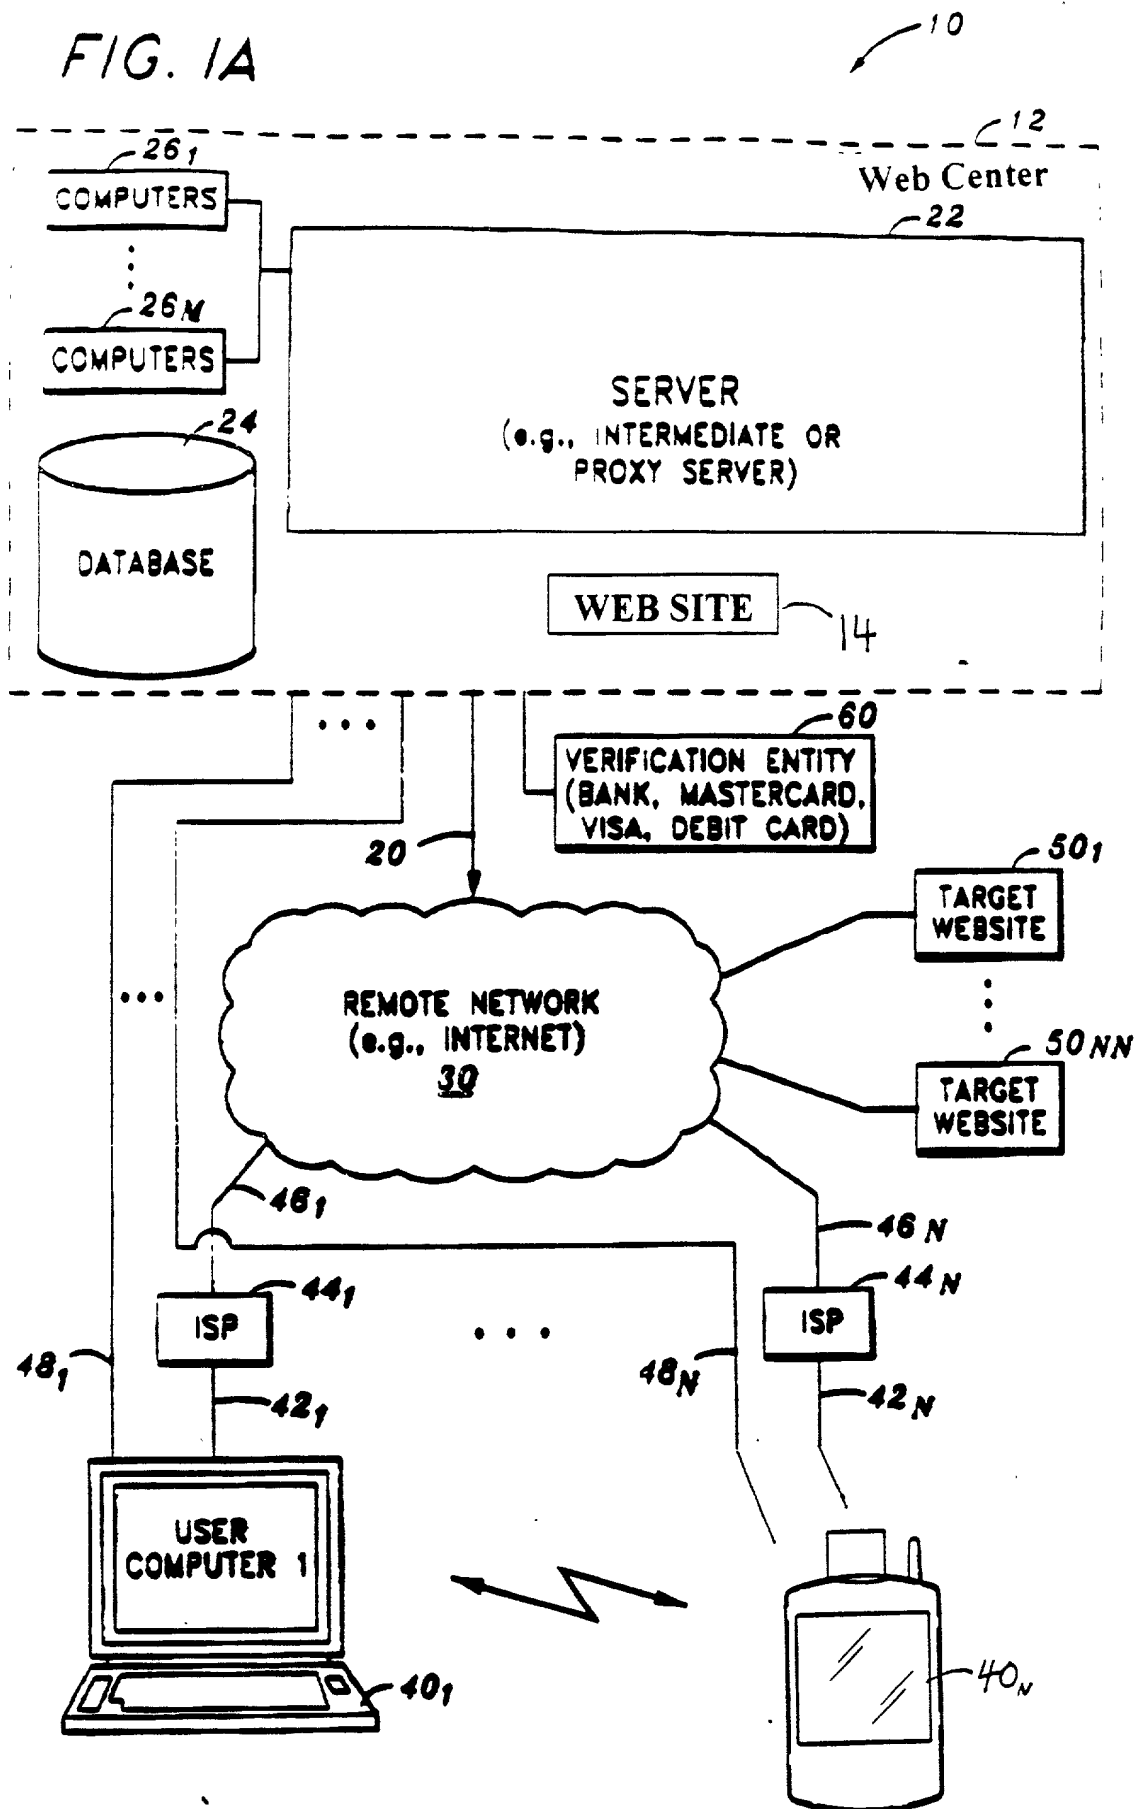 FIG. 1A
10
12
Web Center
26₁
COMPUTERS
22
26M
COMPUTERS
SERVER
(e.g., INTERMEDIATE OR
PROXY SERVER)
24
DATABASE
WEB SITE
14
60
VERIFICATION ENTITY
(BANK, MASTERCARD,
VISA, DEBIT CARD)
20
50₁
TARGET
WEBSITE
REMOTE NETWORK
(e.g., INTERNET)
30
50NN
TARGET
WEBSITE
46₁
46N
44₁
ISP
44N
ISP
48₁
48N
42₁
42N
USER
COMPUTER 1
40₁
40N